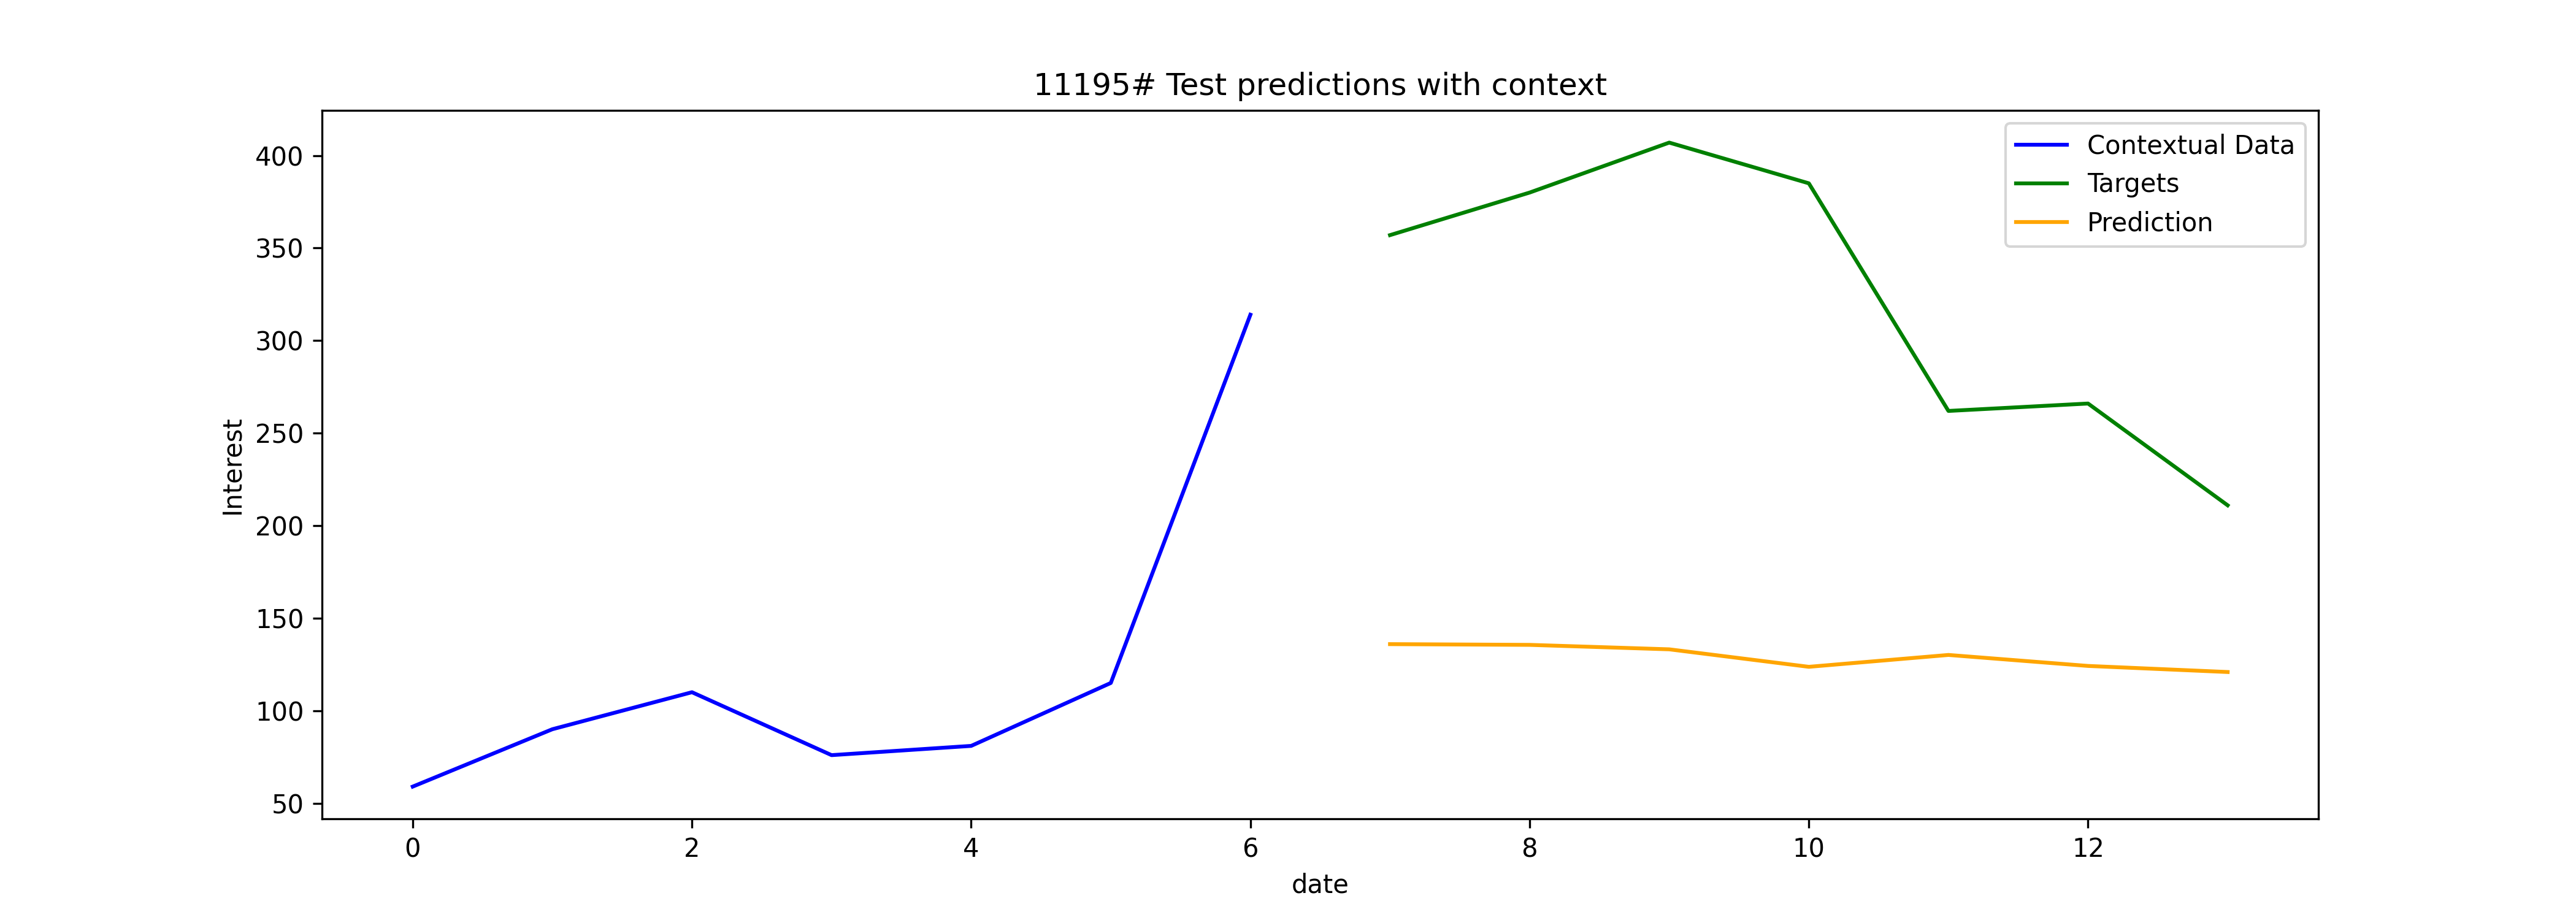 11195# Test predictions with context
Contextual Data
Targets
Prediction
Interest
400
350
300
250
200
150
100
50
0 2 4 6 8 10 12
date